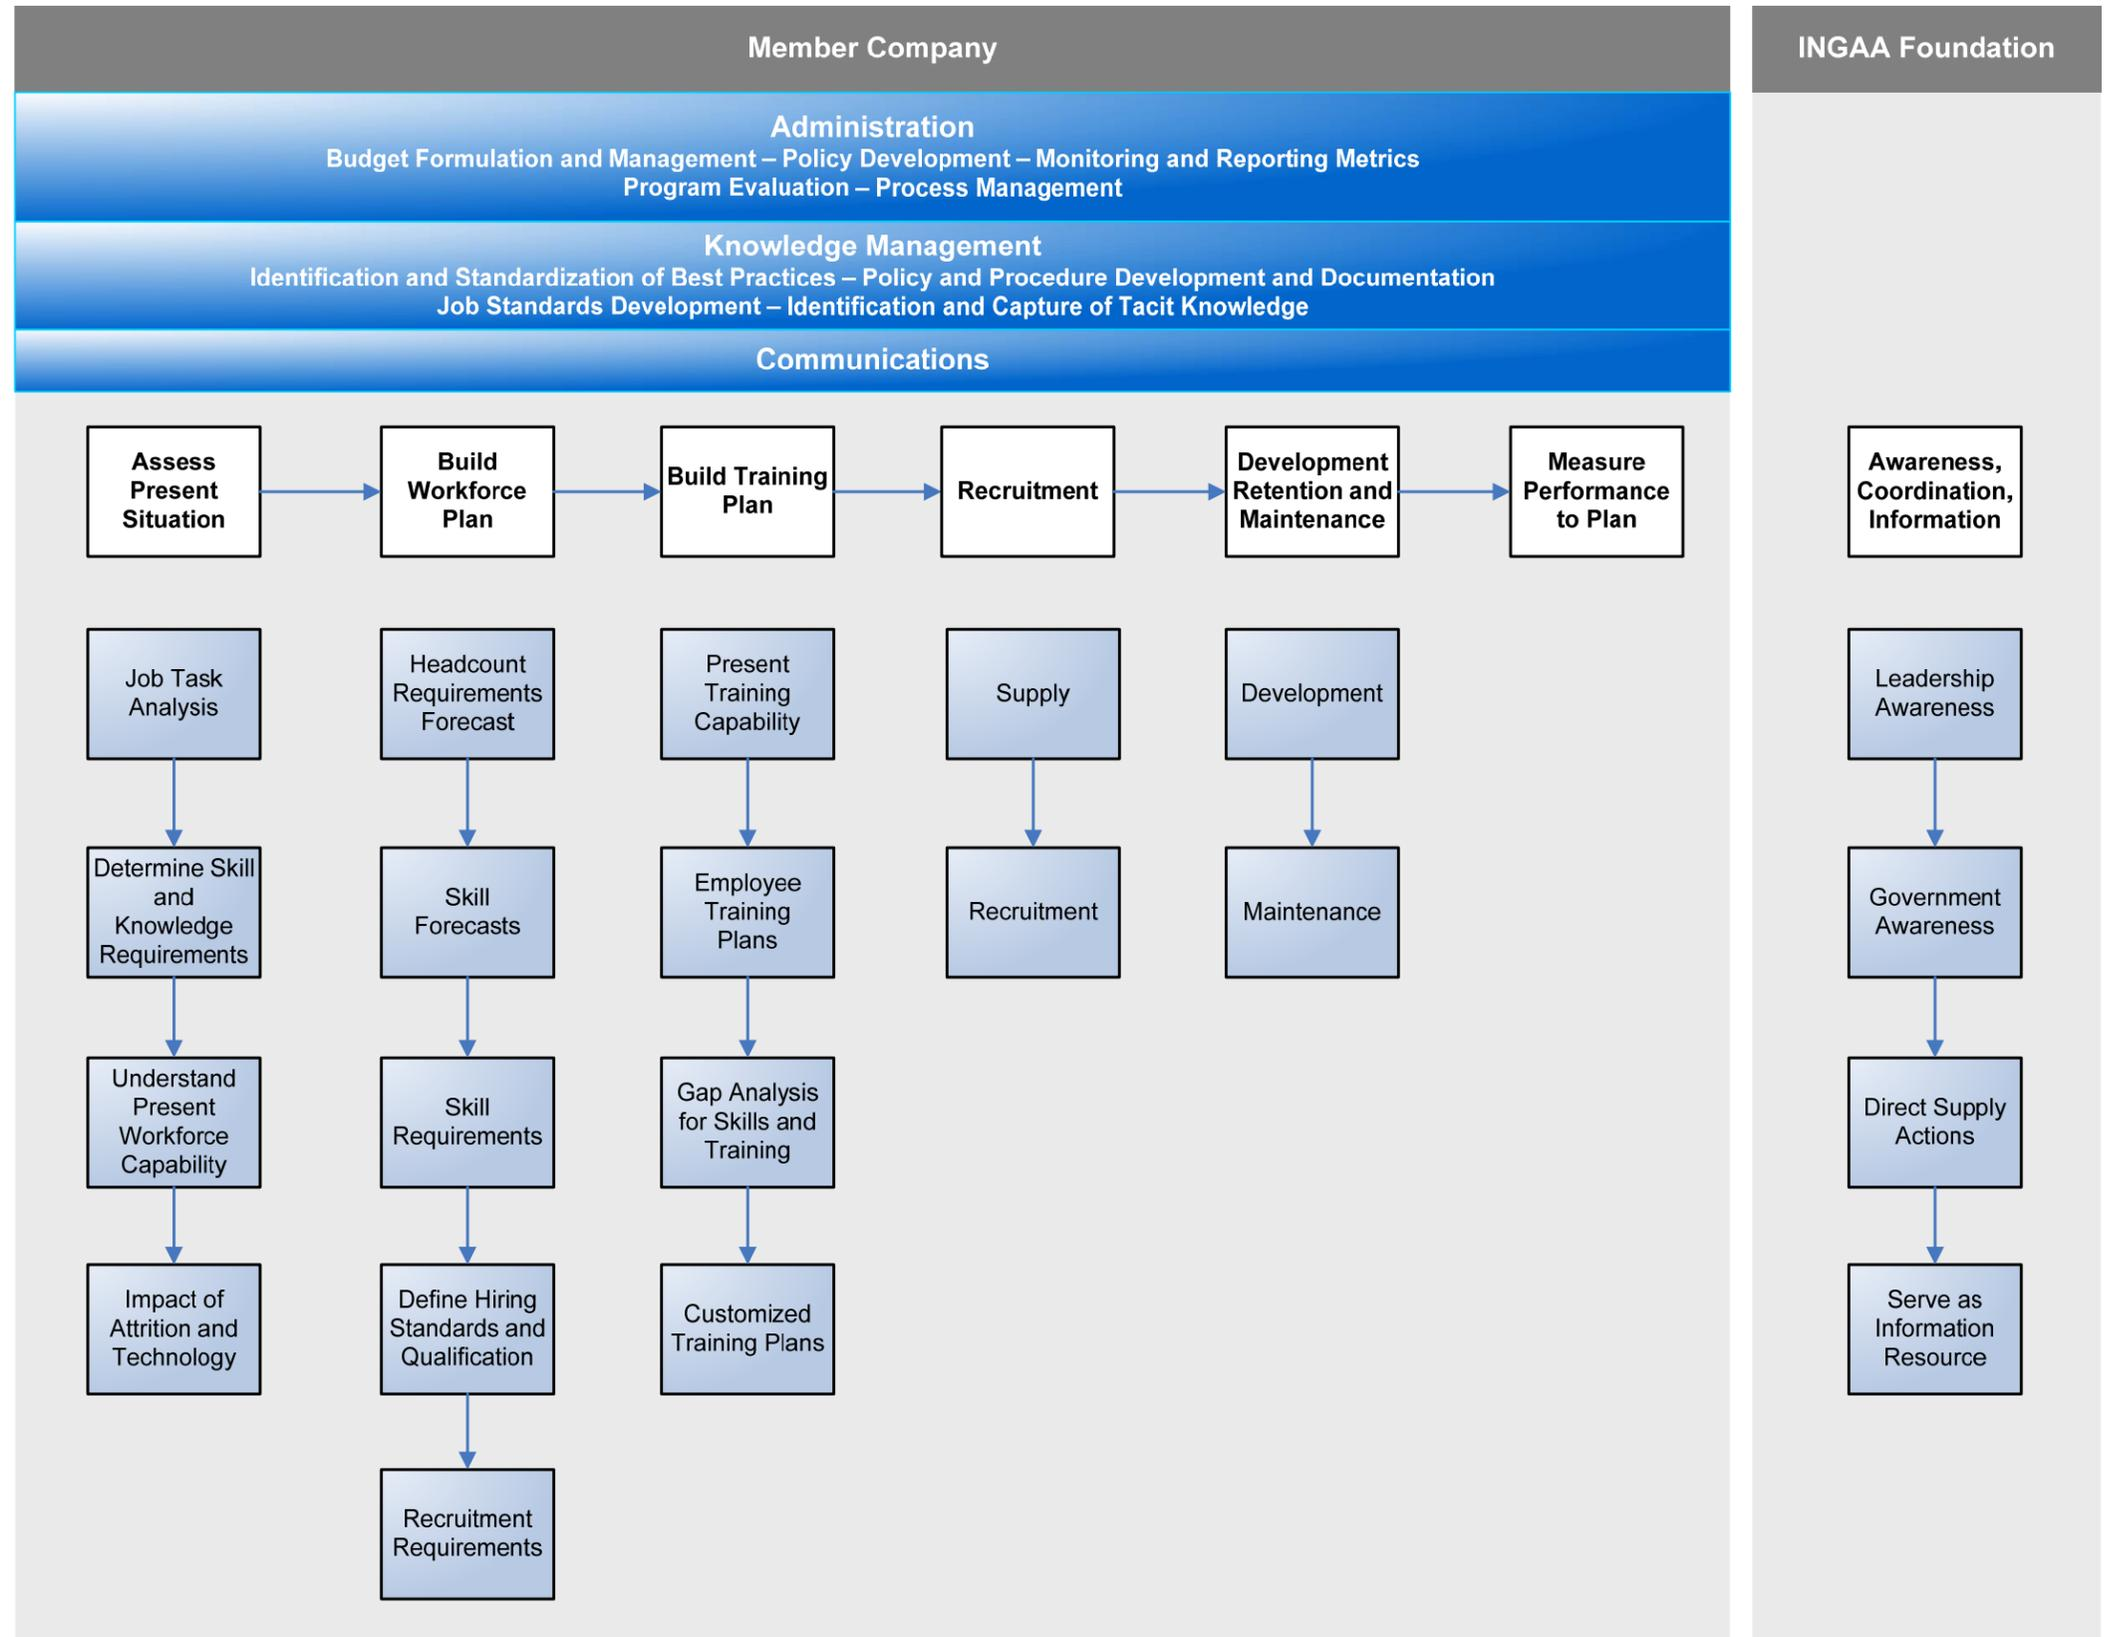 Member Company
INGAA Foundation
Administration
Budget Formulation and Management – Policy Development – Monitoring and Reporting Metrics
Program Evaluation – Process Management
Knowledge Management
Identification and Standardization of Best Practices – Policy and Procedure Development and Documentation
Job Standards Development – Identification and Capture of Tacit Knowledge
Communications
Assess
Present
Situation
Build
Workforce
Plan
Build Training
Plan
Recruitment
Development
Retention and
Maintenance
Measure
Performance
to Plan
Awareness,
Coordination,
Information
Job Task
Analysis
Determine Skill
and
Knowledge
Requirements
Understand
Present
Workforce
Capability
Impact of
Attrition and
Technology
Headcount
Requirements
Forecast
Skill
Forecasts
Skill
Requirements
Define Hiring
Standards and
Qualification
Recruitment
Requirements
Present
Training
Capability
Employee
Training
Plans
Gap Analysis
for Skills and
Training
Customized
Training Plans
Supply
Recruitment
Development
Maintenance
Leadership
Awareness
Government
Awareness
Direct Supply
Actions
Serve as
Information
Resource